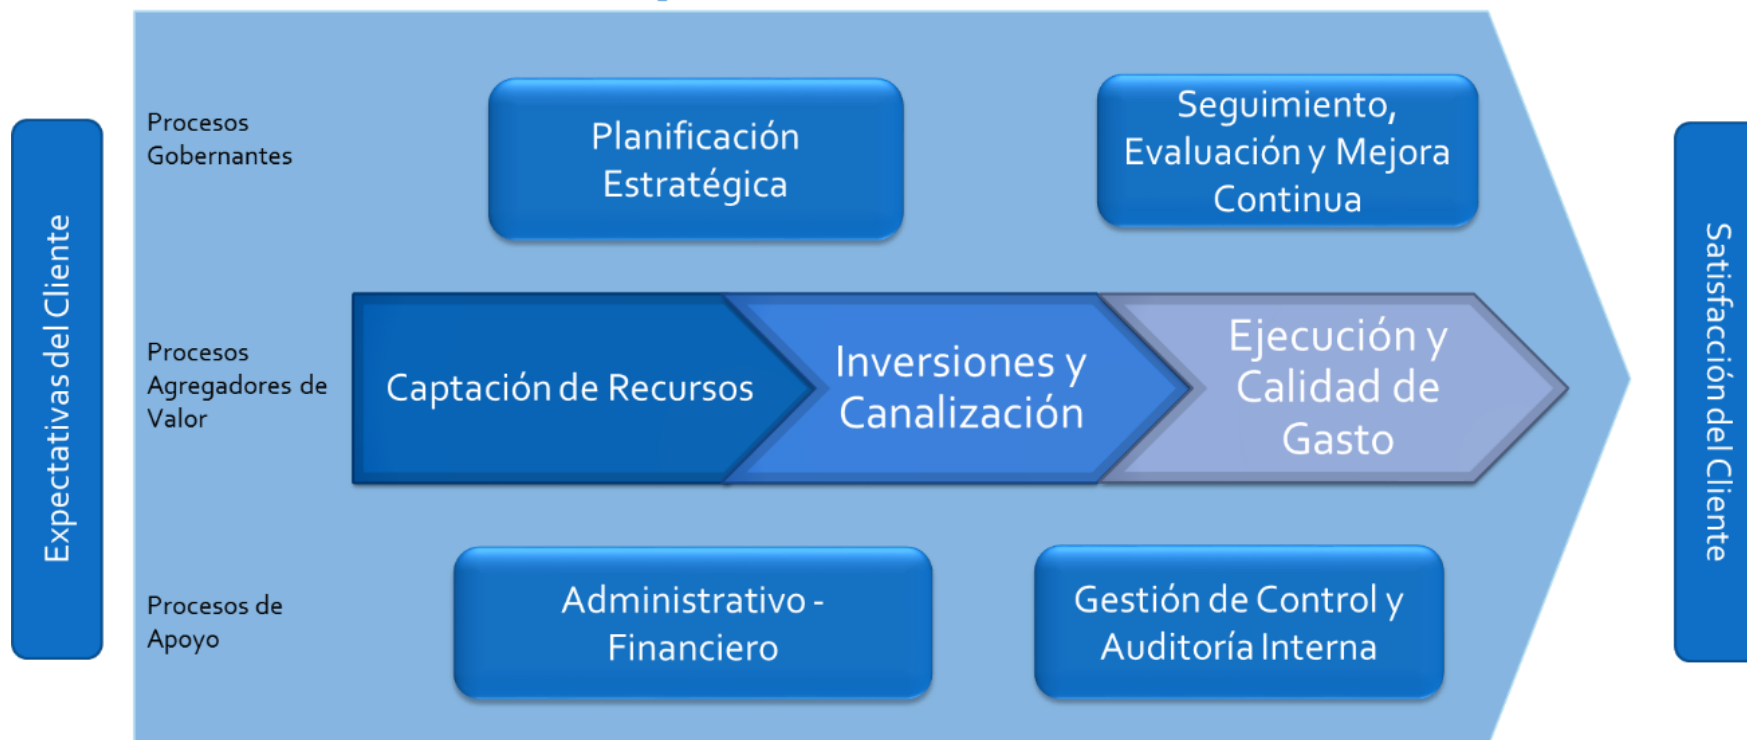 Expectativas del Cliente
Procesos
Gobernantes
Planificación
Estratégica
Seguimiento,
Evaluación y Mejora
Continua
Procesos
Agregadores de
Valor
Captación de Recursos
Inversiones y
Canalización
Ejecución y
Calidad de
Gasto
Procesos de
Apoyo
Administrativo -
Financiero
Gestión de Control y
Auditoría Interna
Satisfacción del Cliente